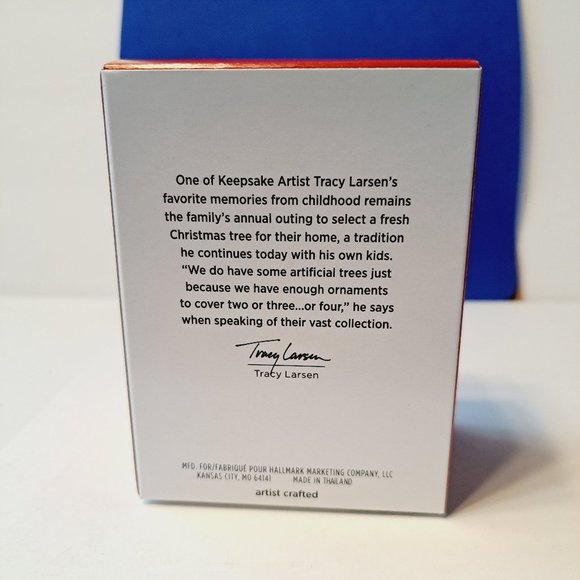 One of Keepsake Artist Tracy Larsen's
favorite memories from childhood remains
the family's annual outing to select a fresh
Christmas tree for their home, a tradition
he continues today with his own kids.
"We do have some artificial trees just
because we have enough ornaments
to cover two or three...or four," he says
when speaking of their vast collection.
Tracy Larsen
Tracy Larsen
MFD. FOR/FABRIQUÉ POUR HALLMARK MARKETING COMPANY, LLC
KANSAS CITY, MO 64141 MADE IN THAILAND
artist crafted